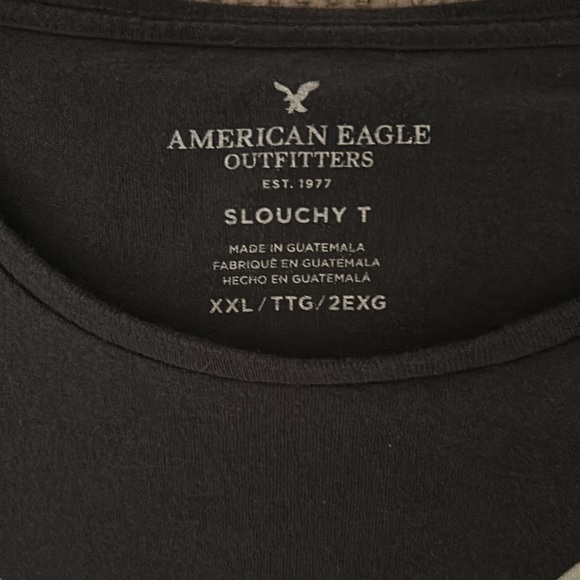 AMERICAN EAGLE
OUTFITTERS
EST. 1977
SLOUCHY T
MADE IN GUATEMALA
FABRIQUÉ EN GUATEMALA
HECHO EN GUATEMALA
XXL/TTG/2EXG